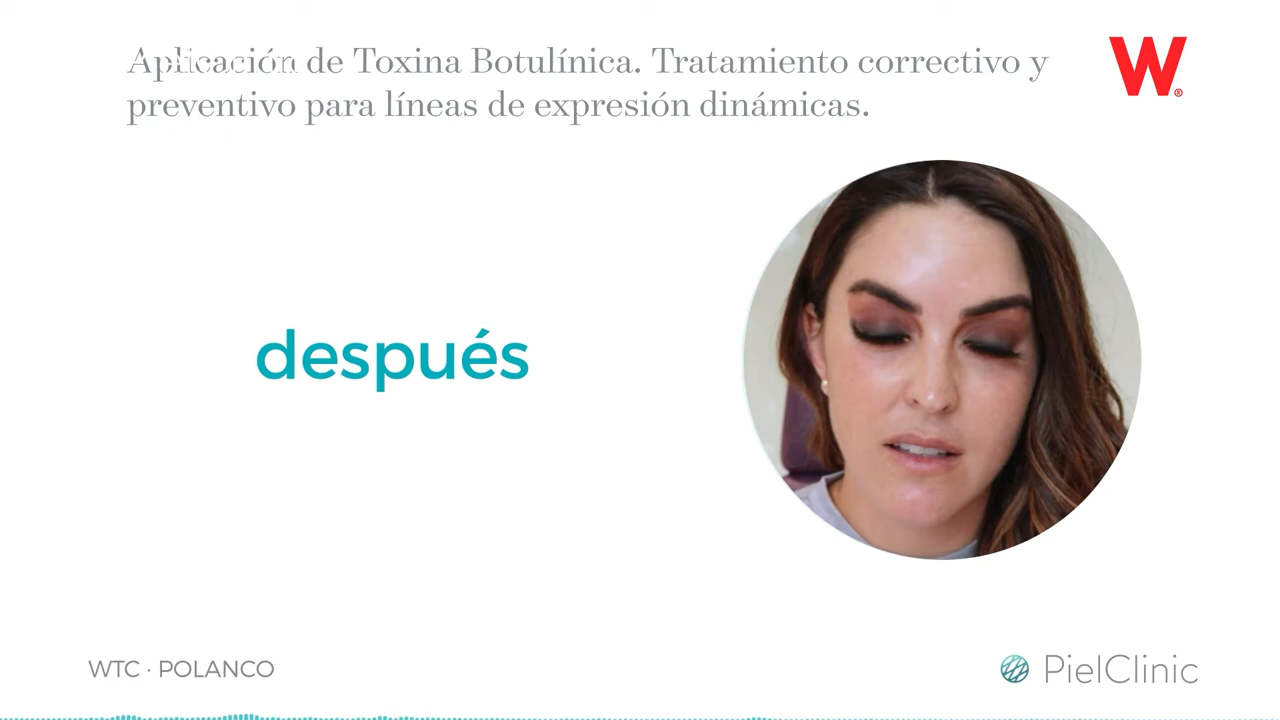 Aplicación de Toxina Botulínica. Tratamiento correctivo y
preventivo para líneas de expresión dinámicas.
W®
después
WTC · POLANCO
PielClinic